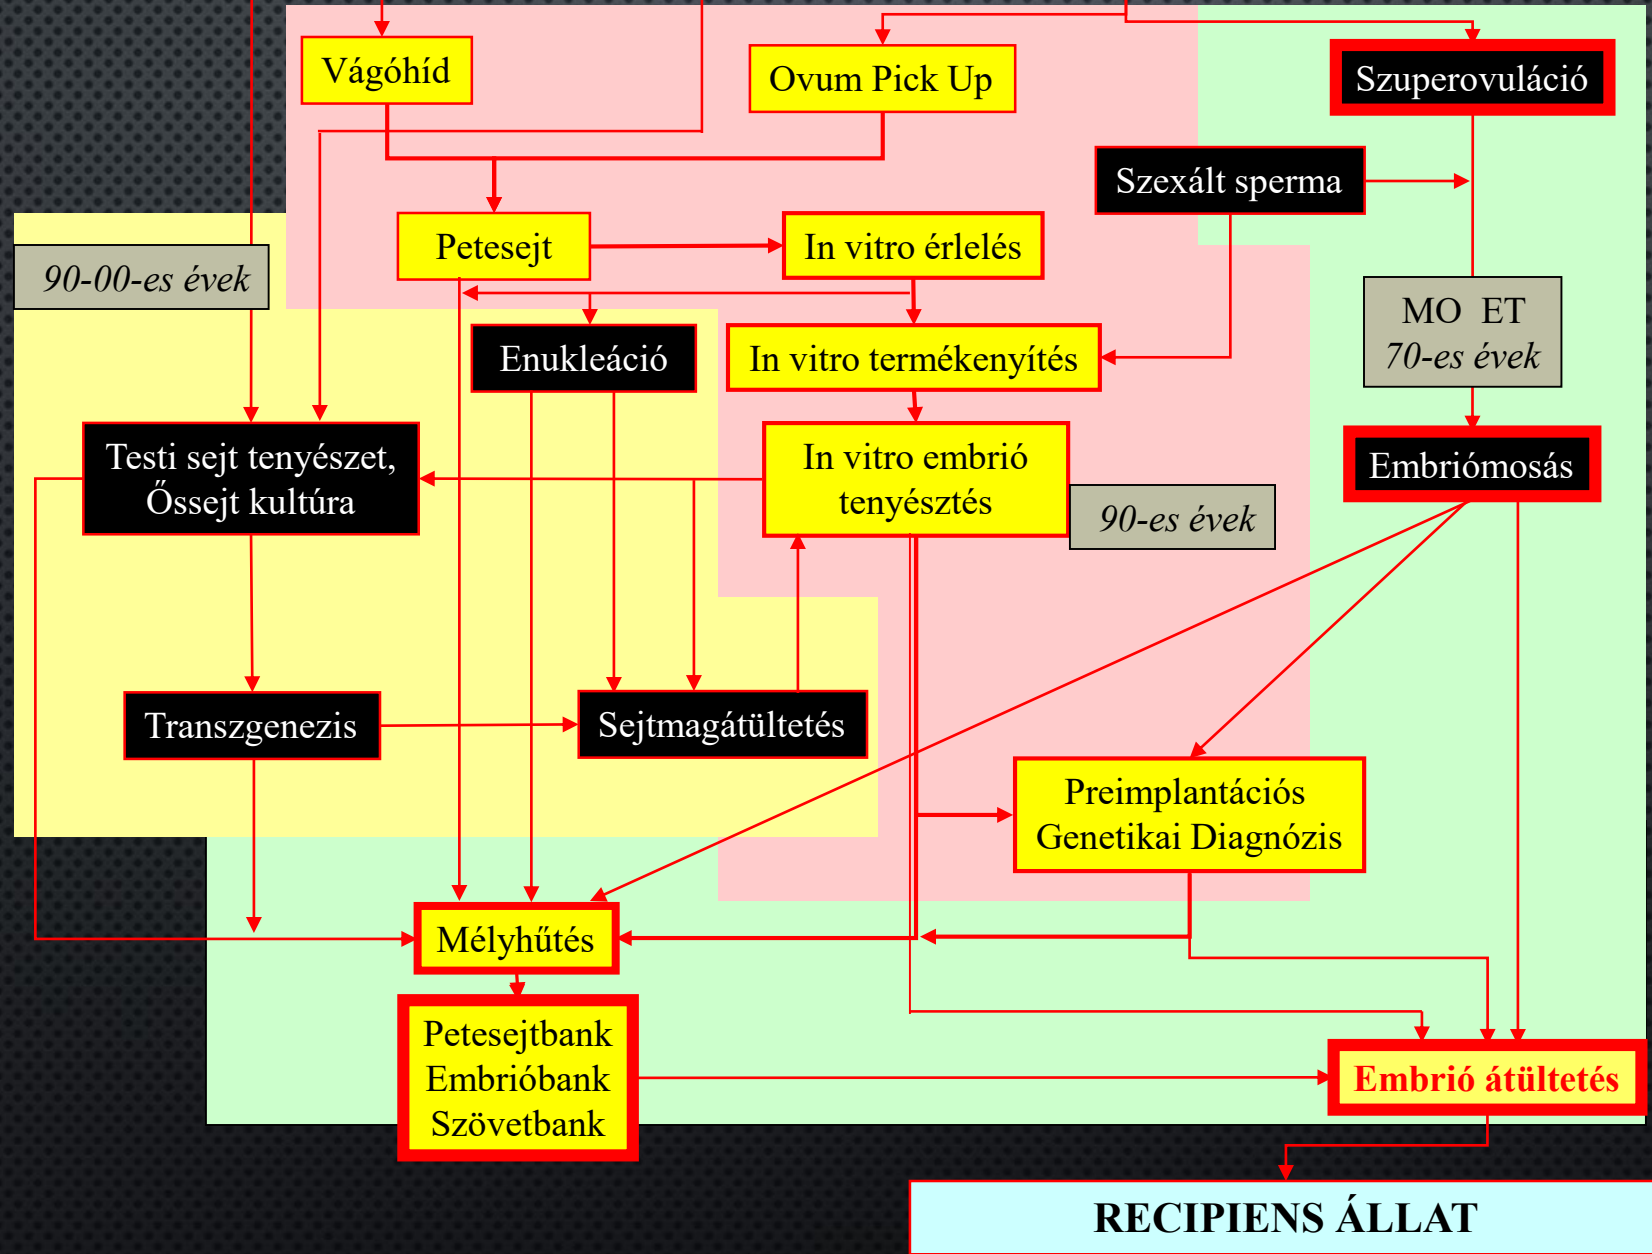 Vágóhíd
Ovum Pick Up
Szuperovuláció
Szexált sperma
Petesejt
In vitro érlelés
90-00-es évek
MO ET
70-es évek
Enukleáció
In vitro termékenyítés
Testi sejt tenyészet,
Őssejt kultúra
In vitro embrió
tenyésztés
Embriómosás
90-es évek
Transzgenezis
Sejtmagátültetés
Preimplantációs
Genetikai Diagnózis
Mélyhűtés
Petesejtbank
Embrióbank
Szövetbank
Embrió átültetés
RECIPIENS ÁLLAT